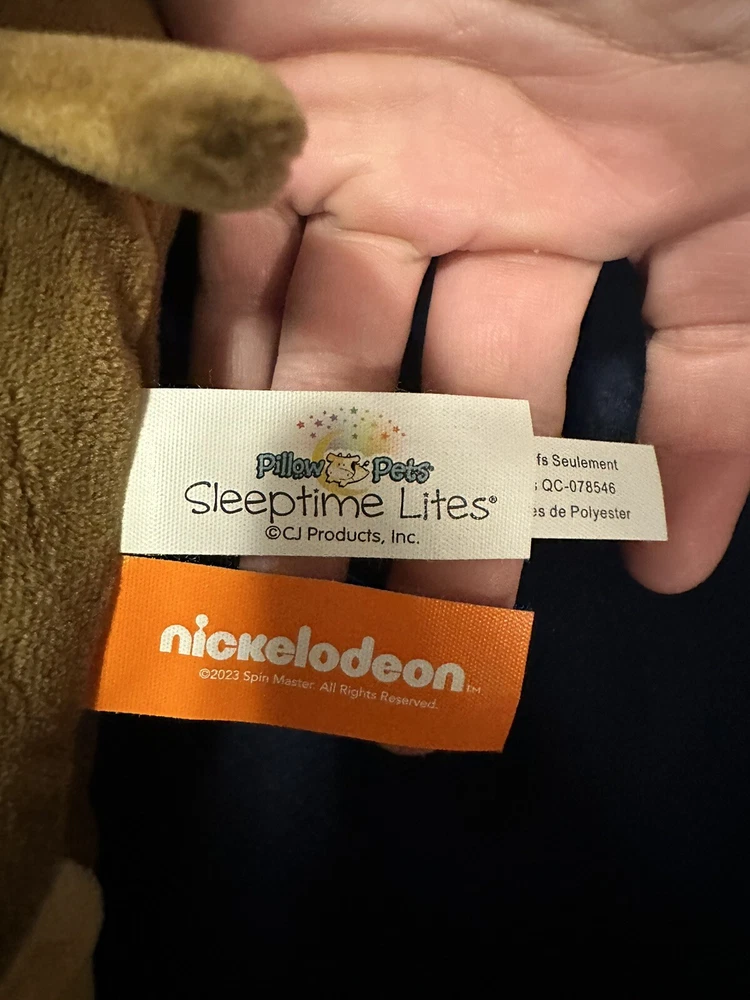 Pillow Pets
Sleeptime Lites®
©CJ Products, Inc.
fs Seulement
QC-078546
es de Polyester
nickelodeon™
©2023 Spin Master. All Rights Reserved.